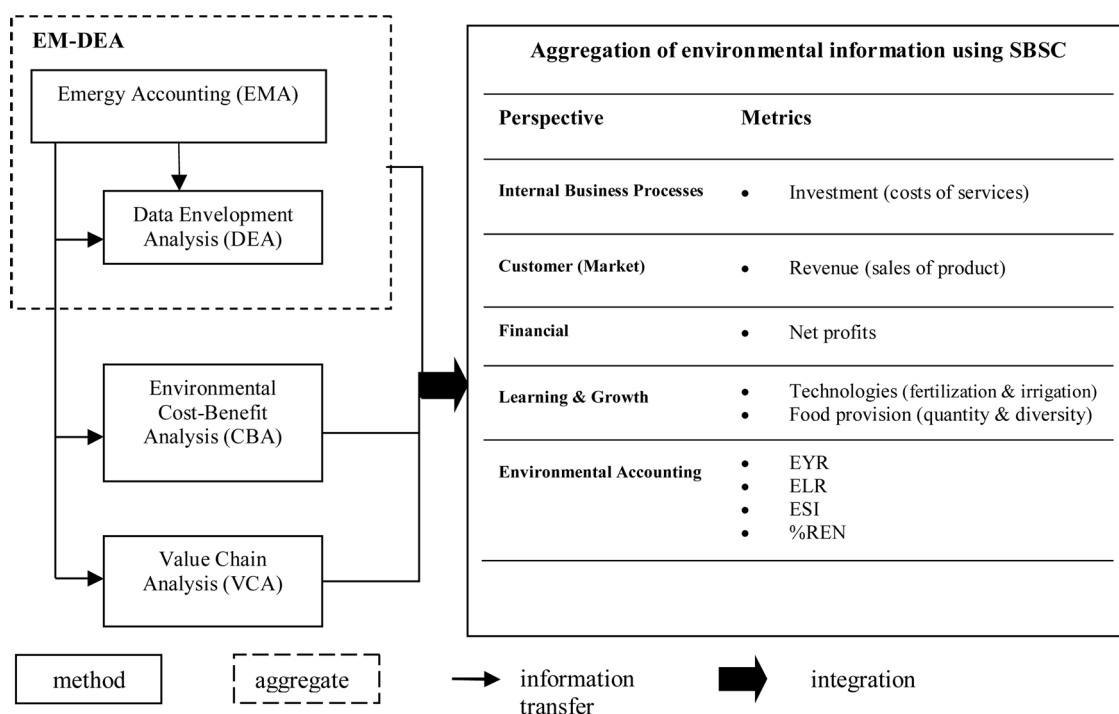 EM-DEA
Emergy Accounting (EMA)
Data Envelopment
Analysis (DEA)
Environmental
Cost-Benefit
Analysis (CBA)
Value Chain
Analysis (VCA)
Aggregation of environmental information using SBSC
Perspective Metrics
Internal Business Processes • Investment (costs of services)
Customer (Market) • Revenue (sales of product)
Financial • Net profits
Learning & Growth • Technologies (fertilization & irrigation)
• Food provision (quantity & diversity)
Environmental Accounting • EYR
• ELR
• ESI
• %REN
method
aggregate
information
transfer
integration